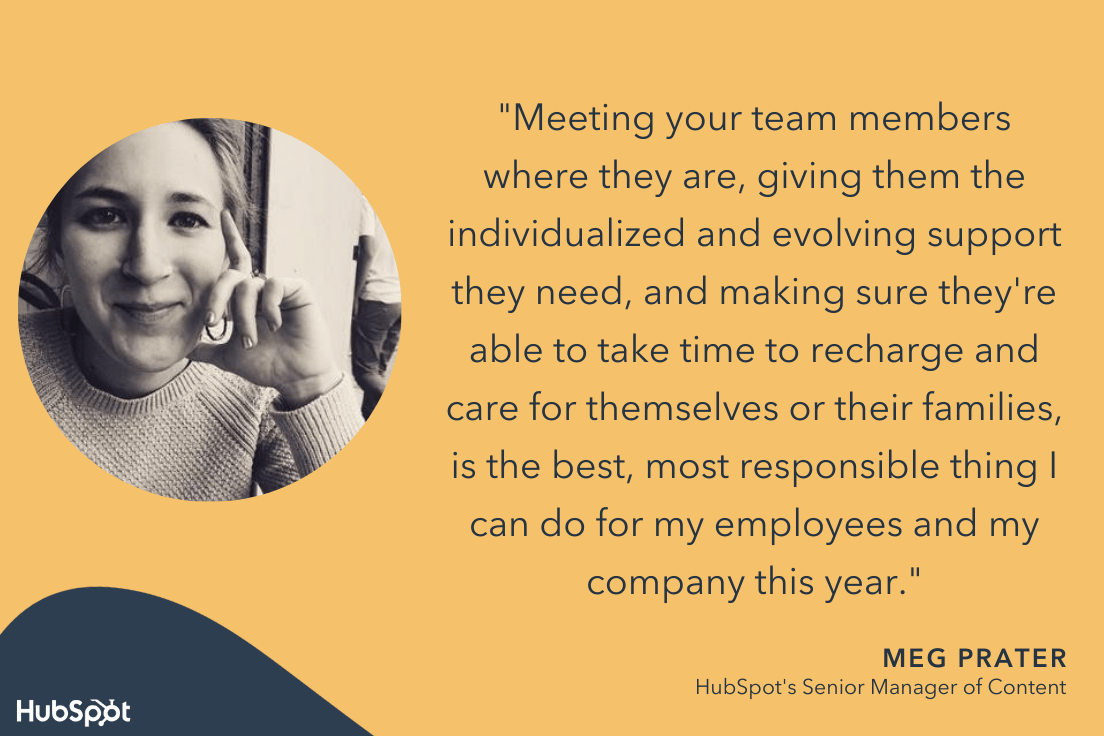 "Meeting your team members
where they are, giving them the
individualized and evolving support
they need, and making sure they're
able to take time to recharge and
care for themselves or their families,
is the best, most responsible thing I
can do for my employees and my
company this year."
MEG PRATER
HubSpot's Senior Manager of Content
HubSpot